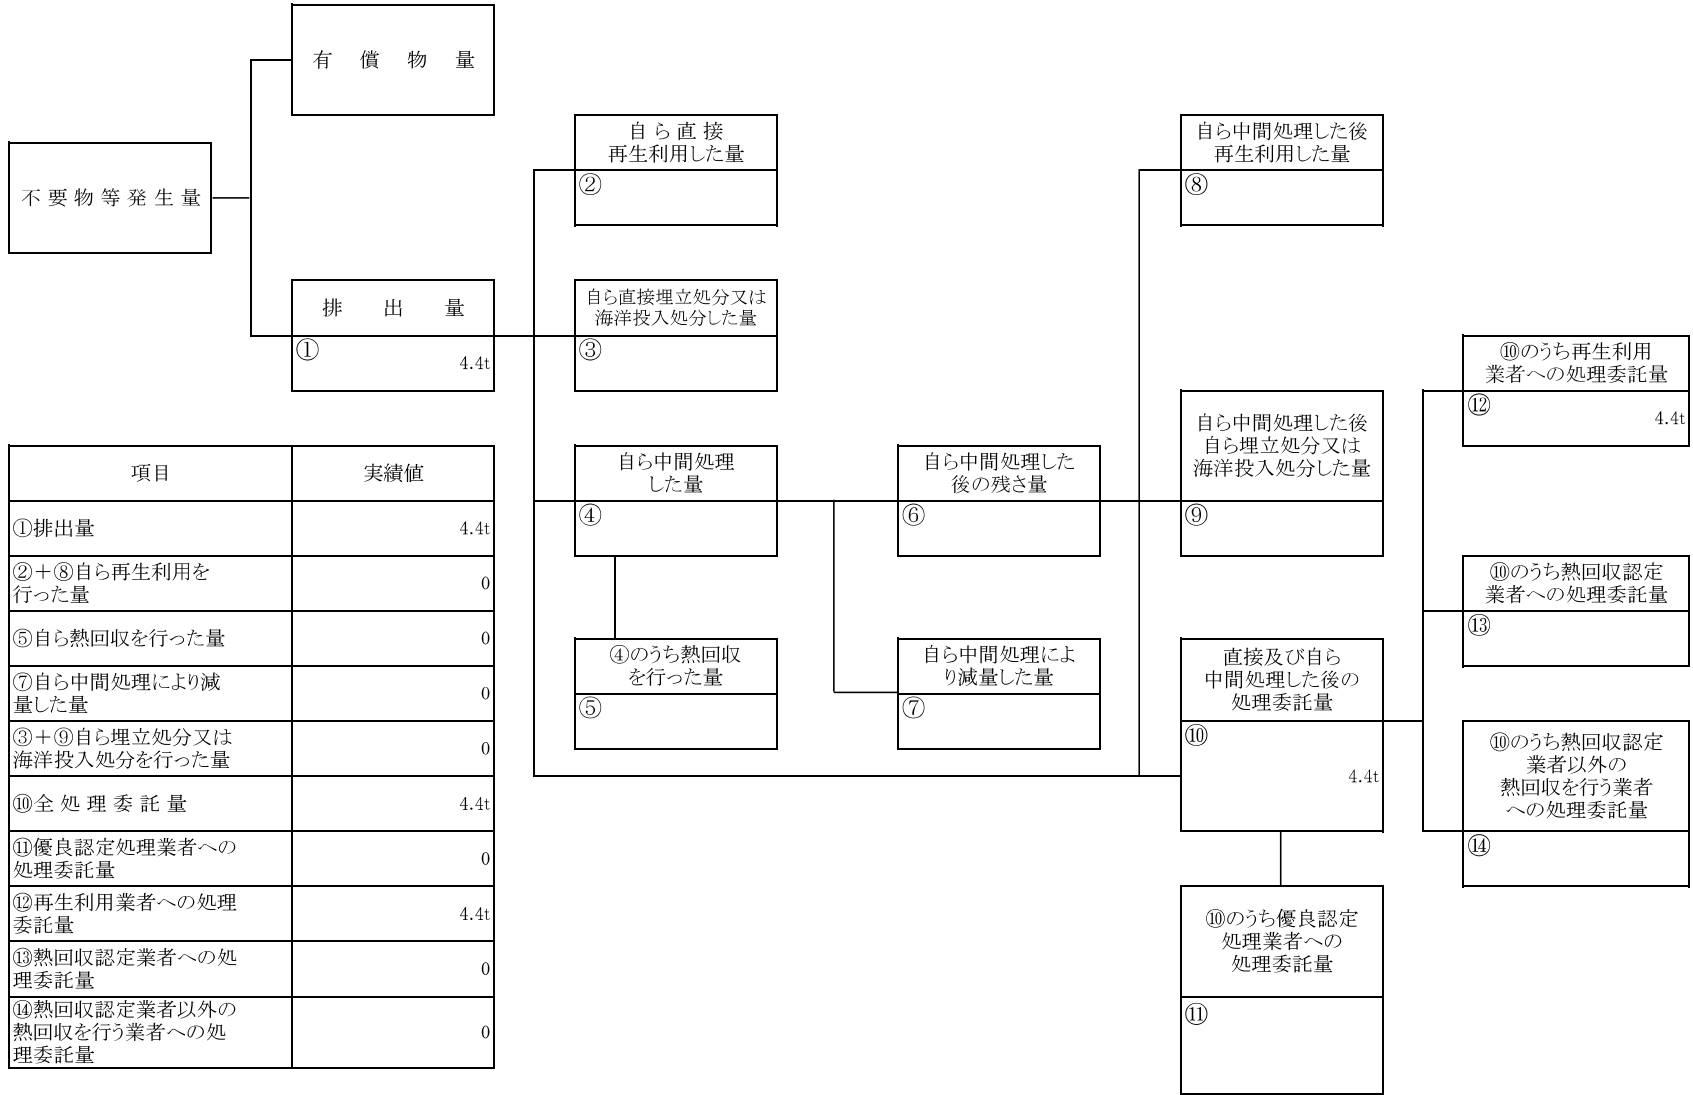 有償物量
不要物等発生量
排出量
①
4.4t
自ら直接
再生利用した量
②
自ら直接埋立処分又は
海洋投入処分した量
③
自ら中間処理
した量
④
④のうち熱回収
を行った量
⑤
自ら中間処理した
後の残さ量
⑥
自ら中間処理によ
り減量した量
⑦
自ら中間処理した後
再生利用した量
⑧
自ら中間処理した後
自ら埋立処分又は
海洋投入処分した量
⑨
直接及び自ら
中間処理した後の
処理委託量
⑩
4.4t
⑩のうち優良認定
処理業者への
処理委託量
⑪
⑩のうち再生利用
業者への処理委託量
⑫
4.4t
⑩のうち熱回収認定
業者への処理委託量
⑬
⑩のうち熱回収認定
業者以外の
熱回収を行う業者
への処理委託量
⑭
項目 実績値
①排出量 4.4t
②＋⑧自ら再生利用を
行った量
0
⑤自ら熱回収を行った量 0
⑦自ら中間処理により減
量した量
0
③＋⑨自ら埋立処分又は
海洋投入処分を行った量
0
⑩全処理委託量 4.4t
⑪優良認定処理業者への
処理委託量
0
⑫再生利用業者への処理
委託量
4.4t
⑬熱回収認定業者への処
理委託量
0
⑭熱回収認定業者以外の
熱回収を行う業者への処
理委託量
0